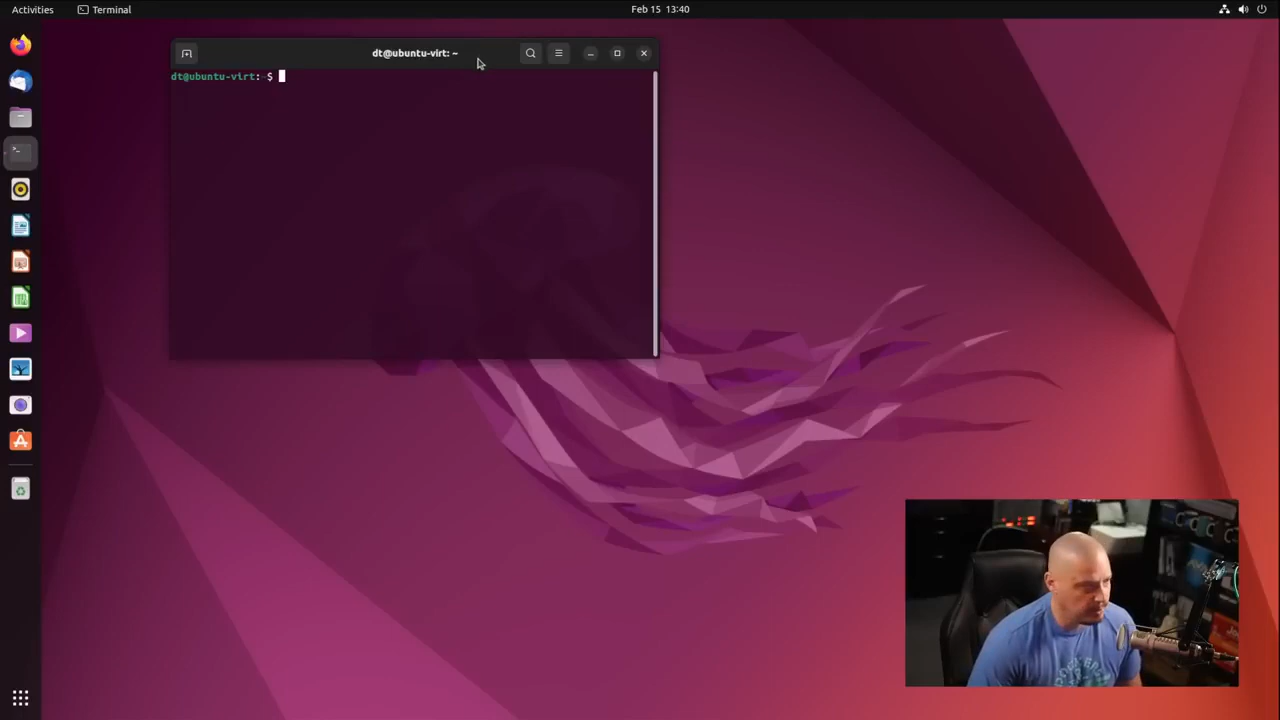 Activities
Terminal
Feb 15 13:40
dt@ubuntu-virt: ~
dt@ubuntu-virt:~$